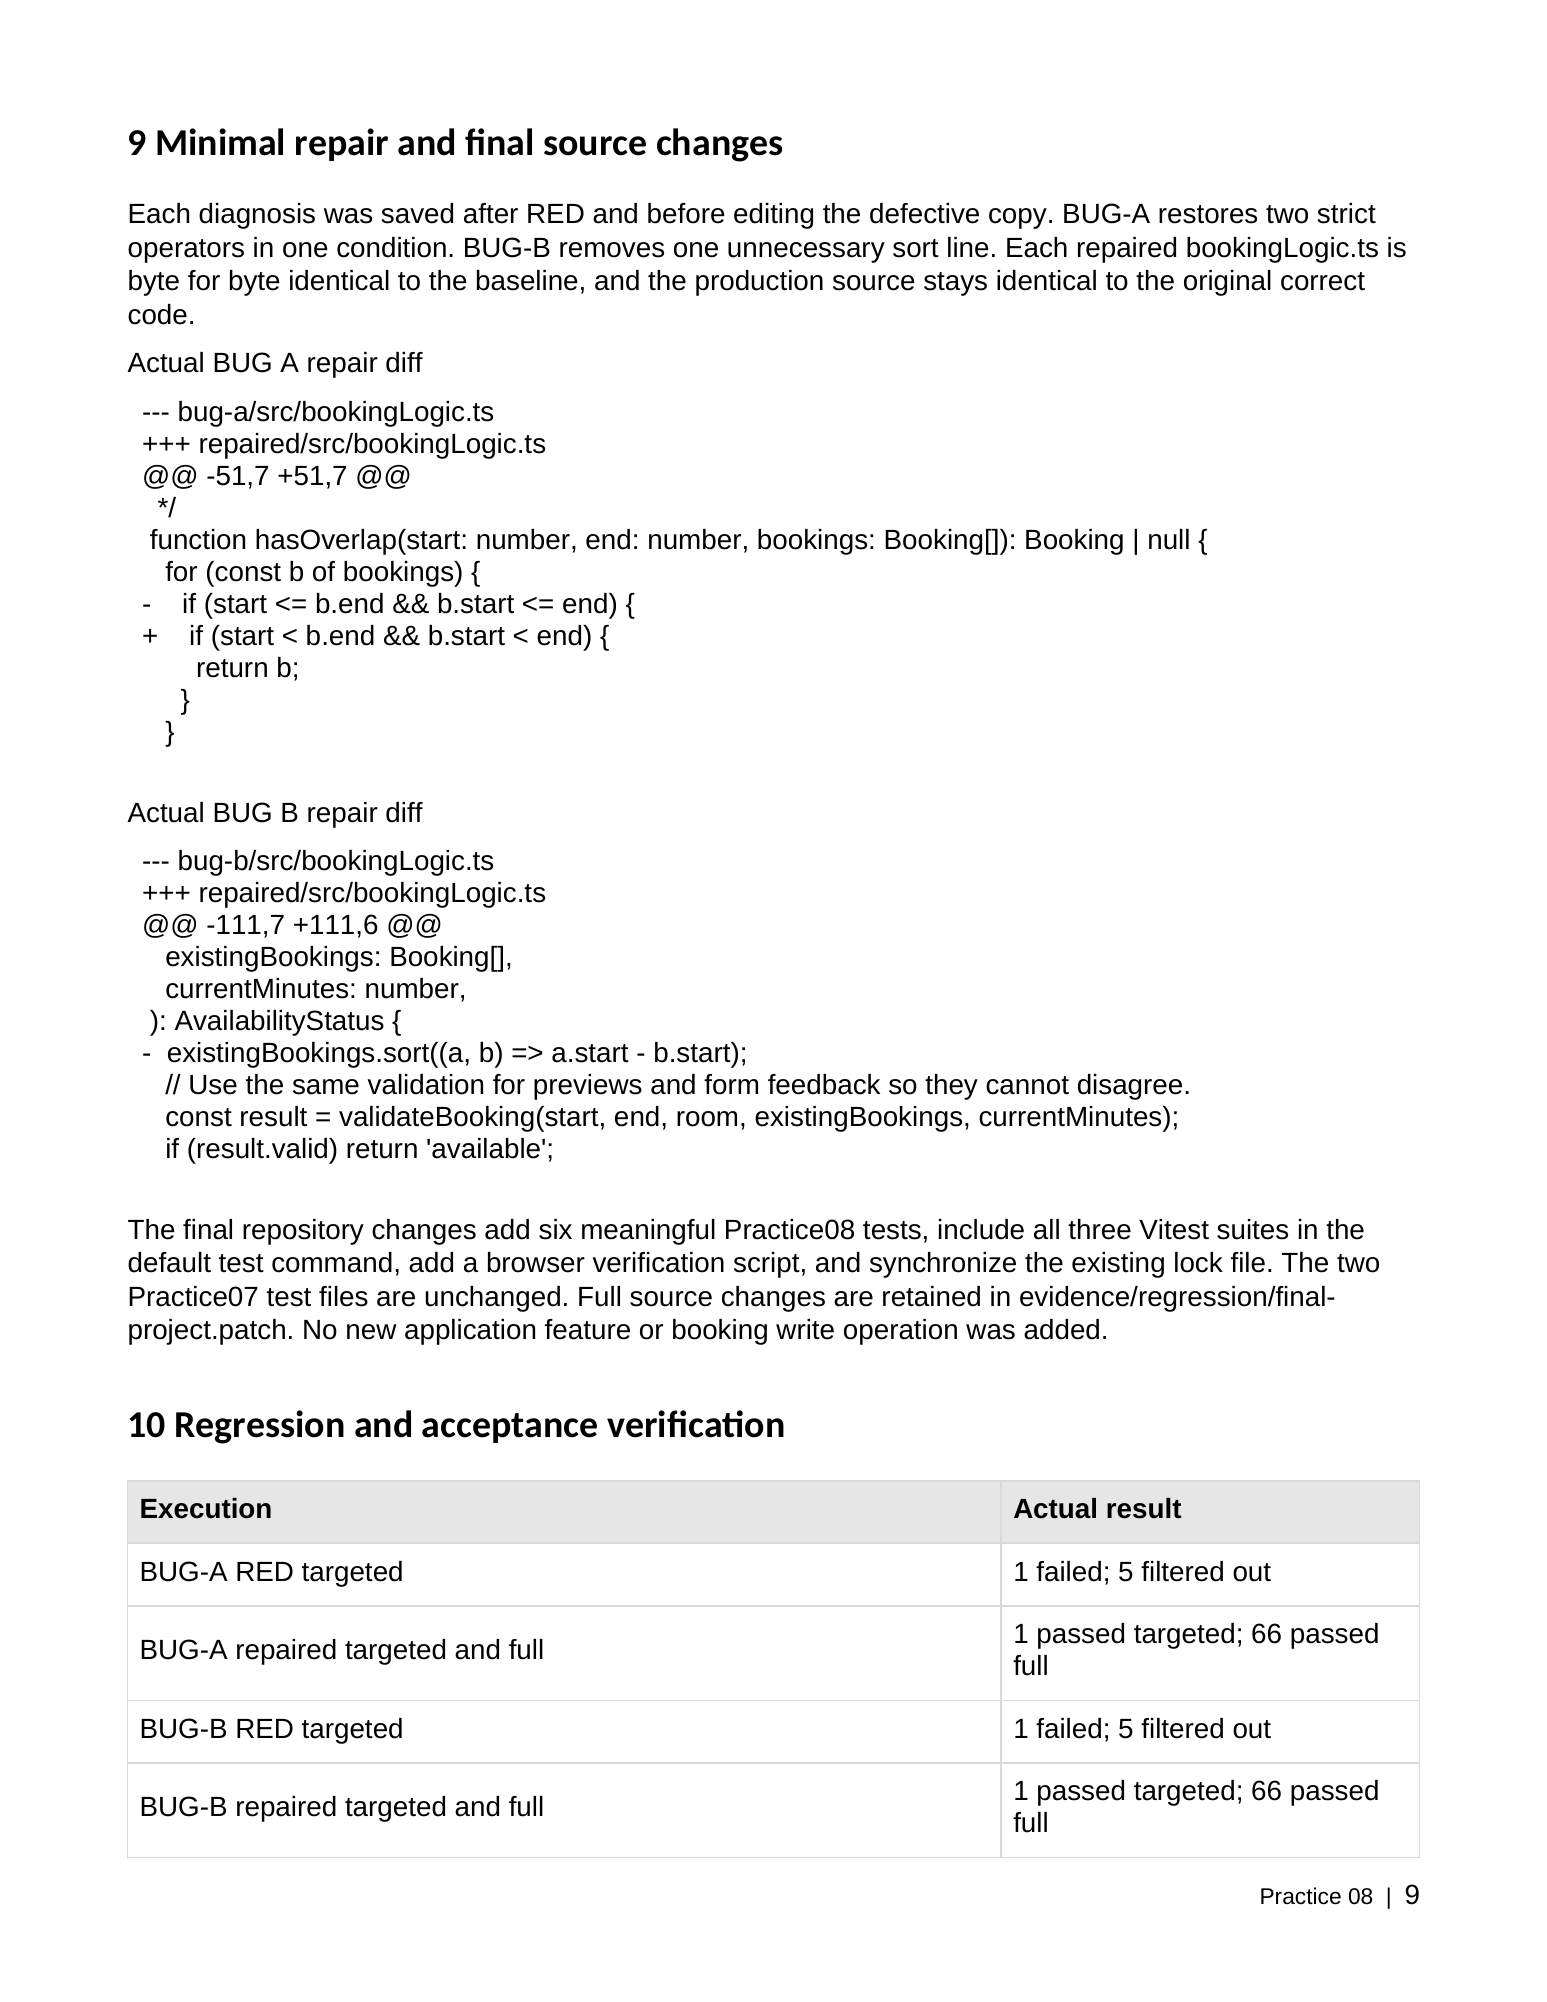 9 Minimal repair and final source changes
Each diagnosis was saved after RED and before editing the defective copy. BUG-A restores two strict
operators in one condition. BUG-B removes one unnecessary sort line. Each repaired bookingLogic.ts is
byte for byte identical to the baseline, and the production source stays identical to the original correct
code.
Actual BUG A repair diff
--- bug-a/src/bookingLogic.ts
+++ repaired/src/bookingLogic.ts
@@ -51,7 +51,7 @@
  */
 function hasOverlap(start: number, end: number, bookings: Booking[]): Booking | null {
   for (const b of bookings) {
-    if (start <= b.end && b.start <= end) {
+    if (start < b.end && b.start < end) {
       return b;
     }
   }
Actual BUG B repair diff
--- bug-b/src/bookingLogic.ts
+++ repaired/src/bookingLogic.ts
@@ -111,7 +111,6 @@
   existingBookings: Booking[],
   currentMinutes: number,
 ): AvailabilityStatus {
-  existingBookings.sort((a, b) => a.start - b.start);
   // Use the same validation for previews and form feedback so they cannot disagree.
   const result = validateBooking(start, end, room, existingBookings, currentMinutes);
   if (result.valid) return 'available';
The final repository changes add six meaningful Practice08 tests, include all three Vitest suites in the
default test command, add a browser verification script, and synchronize the existing lock file. The two
Practice07 test files are unchanged. Full source changes are retained in evidence/regression/final-
project.patch. No new application feature or booking write operation was added.
10 Regression and acceptance verification
Execution Actual result
BUG-A RED targeted 1 failed; 5 filtered out
BUG-A repaired targeted and full 1 passed targeted; 66 passed
full
BUG-B RED targeted 1 failed; 5 filtered out
BUG-B repaired targeted and full 1 passed targeted; 66 passed
full
Practice 08 | 9